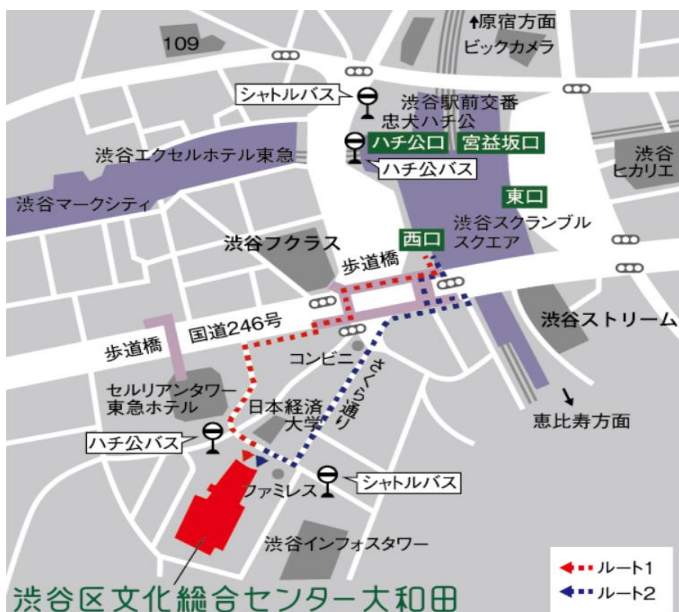 ↑原宿方面
ビックカメラ
109
シャトルバス
渋谷駅前交番
忠犬ハチ公
ハチ公口
宮益坂口
渋谷エクセルホテル東急
ハチ公バス
渋谷
ヒカリエ
渋谷マークシティ
東口
渋谷スクランブル
スクエア
西口
渋谷フクラス
歩道橋
国道246号
渋谷ストリーム
歩道橋
コンビニ
さくら通り
セルリアンタワー
東急ホテル
日本経済
大学
恵比寿方面
ハチ公バス
ファミレス
シャトルバス
渋谷インフォスタワー
ルート1
ルート2
渋谷区文化総合センター大和田